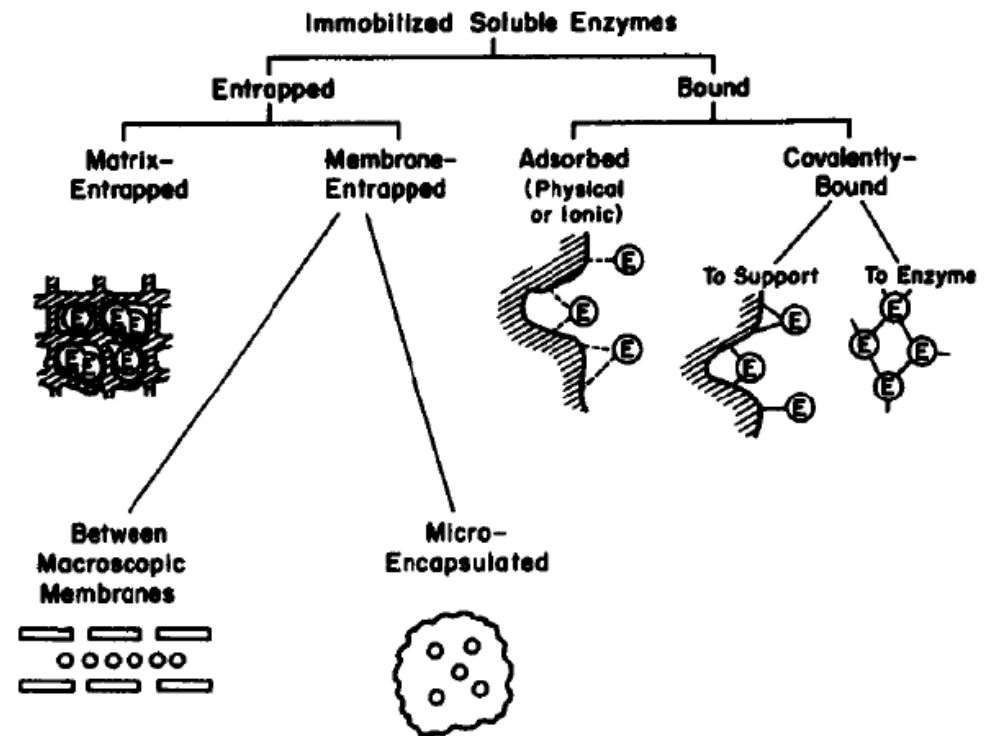 Immobilized Soluble Enzymes
Entrapped
Bound
Matrix-
Entrapped
Membrane-
Entrapped
Adsorbed
(Physical
or Ionic)
Covalently-
Bound
E
E
E
To Support
E
E
E
To Enzyme
E
E
E
E
E
E
E
E
E
E
Between
Macroscopic
Membranes
Micro-
Encapsulated